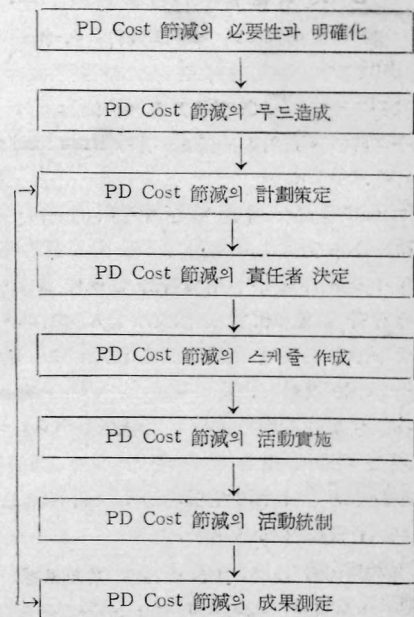 PD Cost 節減의 必要性과 明確化
PD Cost 節減의 무드造成
PD Cost 節減의 計劃策定
PD Cost 節減의 責任者 決定
PD Cost 節減의 스케줄 作成
PD Cost 節減의 活動實施
PD Cost 節減의 活動統制
PD Cost 節減의 成果測定